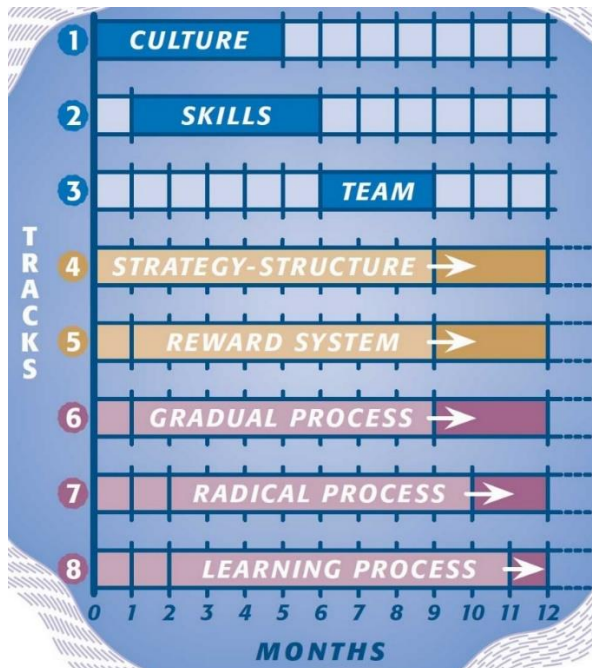 1 CULTURE
2 SKILLS
3 TEAM
TRACKS
4 STRATEGY-STRUCTURE
5 REWARD SYSTEM
6 GRADUAL PROCESS
7 RADICAL PROCESS
8 LEARNING PROCESS
0 1 2 3 4 5 6 7 8 9 10 11 12
MONTHS